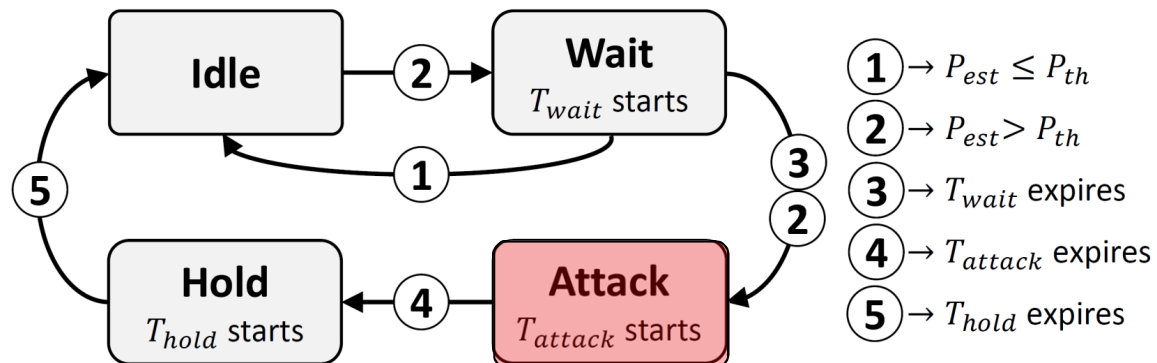 Idle
2
Wait
T_wait starts
1
3
2
5
Hold
T_hold starts
4
Attack
T_attack starts
1 → P_est ≤ P_th
2 → P_est > P_th
3 → T_wait expires
4 → T_attack expires
5 → T_hold expires